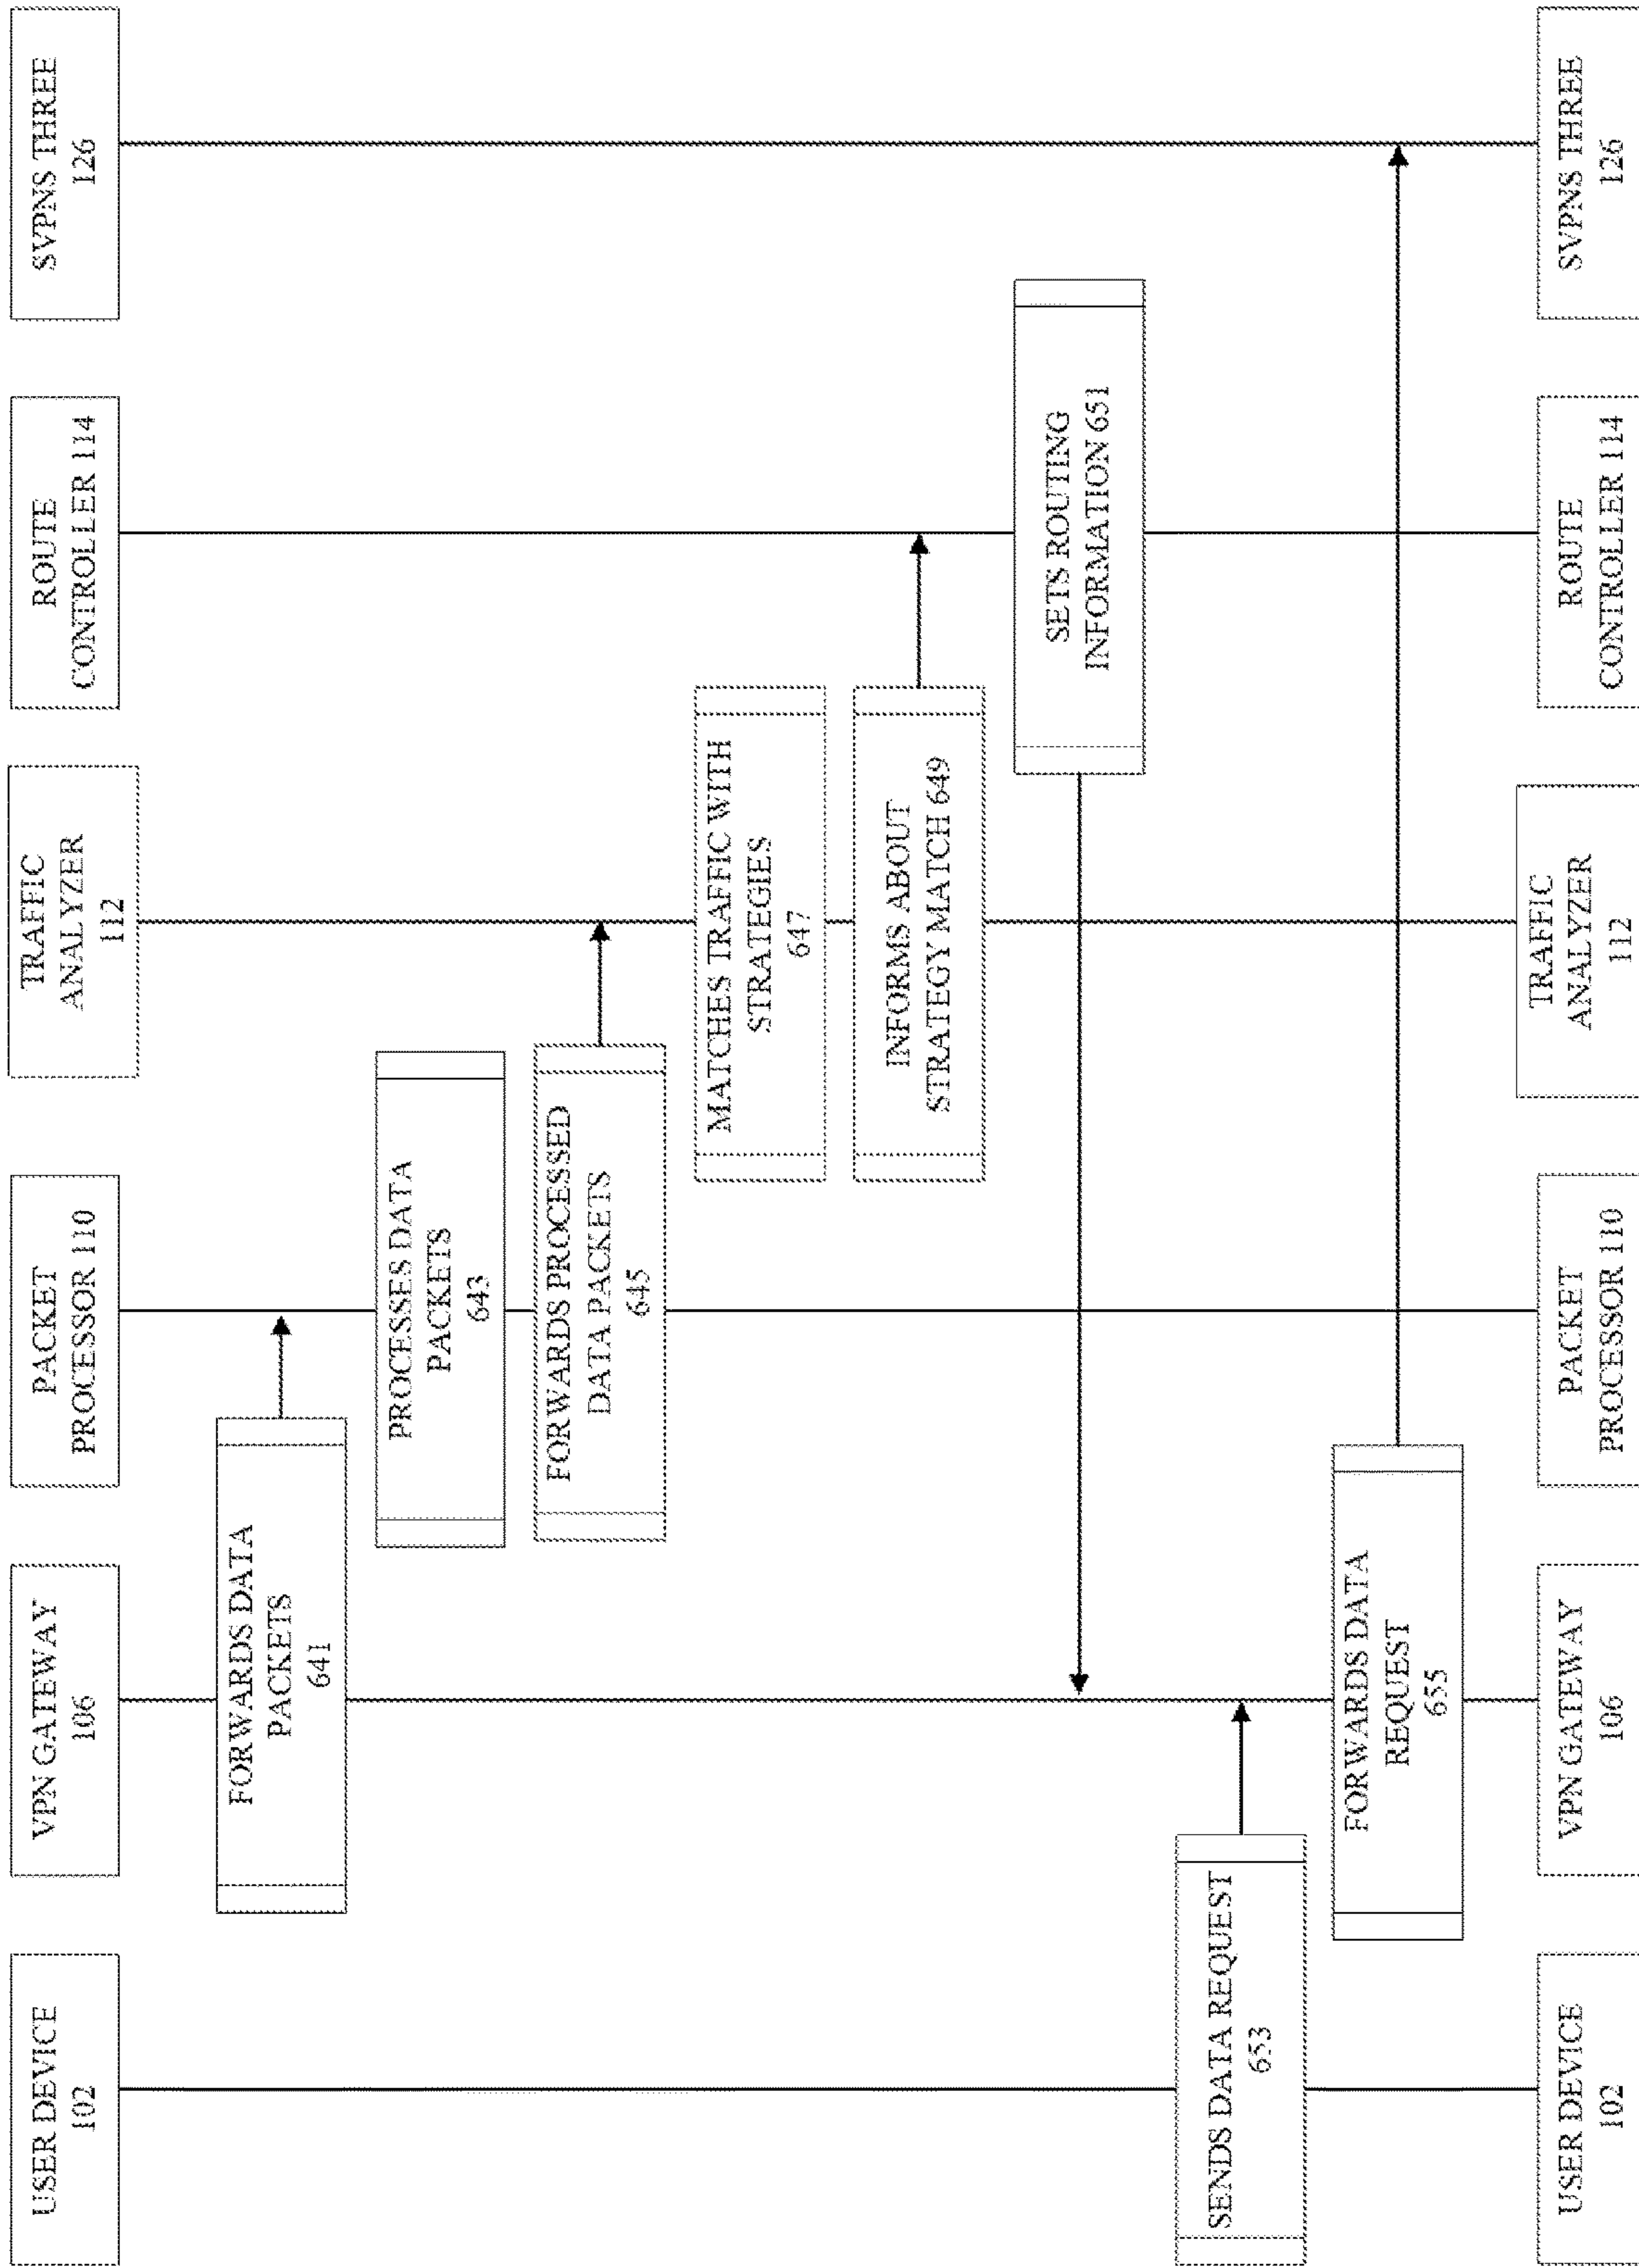 USER DEVICE
102
VPN GATEWAY
106
PACKET
PROCESSOR 110
TRAFFIC
ANALYZER
112
ROUTE
CONTROLLER 114
SVPNS THREE
126
FORWARDS DATA
PACKETS
641
PROCESSES DATA
PACKETS
643
FORWARDS PROCESSED
DATA PACKETS
645
MATCHES TRAFFIC WITH
STRATEGIES
647
INFORMS ABOUT
STRATEGY MATCH 649
SETS ROUTING
INFORMATION 651
SENDS DATA REQUEST
653
FORWARDS DATA
REQUEST
655
USER DEVICE
102
VPN GATEWAY
106
PACKET
PROCESSOR 110
TRAFFIC
ANALYZER
112
ROUTE
CONTROLLER 114
SVPNS THREE
126